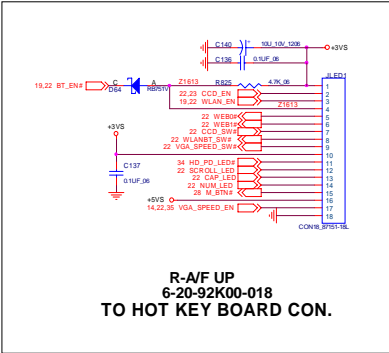 C140 10U_10V_1206
+3VS
C136 0.1UF_06
JLED1
19,22 BT_EN# C A Z1613 R825 4.7K_06 1
D64 RB751V
22,23 CCD_EN 2
19,22 WLAN_EN 3
Z1613 4
22 WEB0# 5
22 WEB1# 6
22 CCD_SW# 7
22 WLANBT_SW# 8
22 VGA_SPEED_SW# 9
+3VS 10
34 HD_PD_LED# 11
22 SCROLL_LED 12
C137 22 CAP_LED 13
22 NUM_LED 14
0.1UF_06 28 M_BTN# 15
+5VS 16
14,22,35 VGA_SPEED_EN 17
18
CON18_87151-18L
R-A/F UP
6-20-92K00-018
TO HOT KEY BOARD CON.